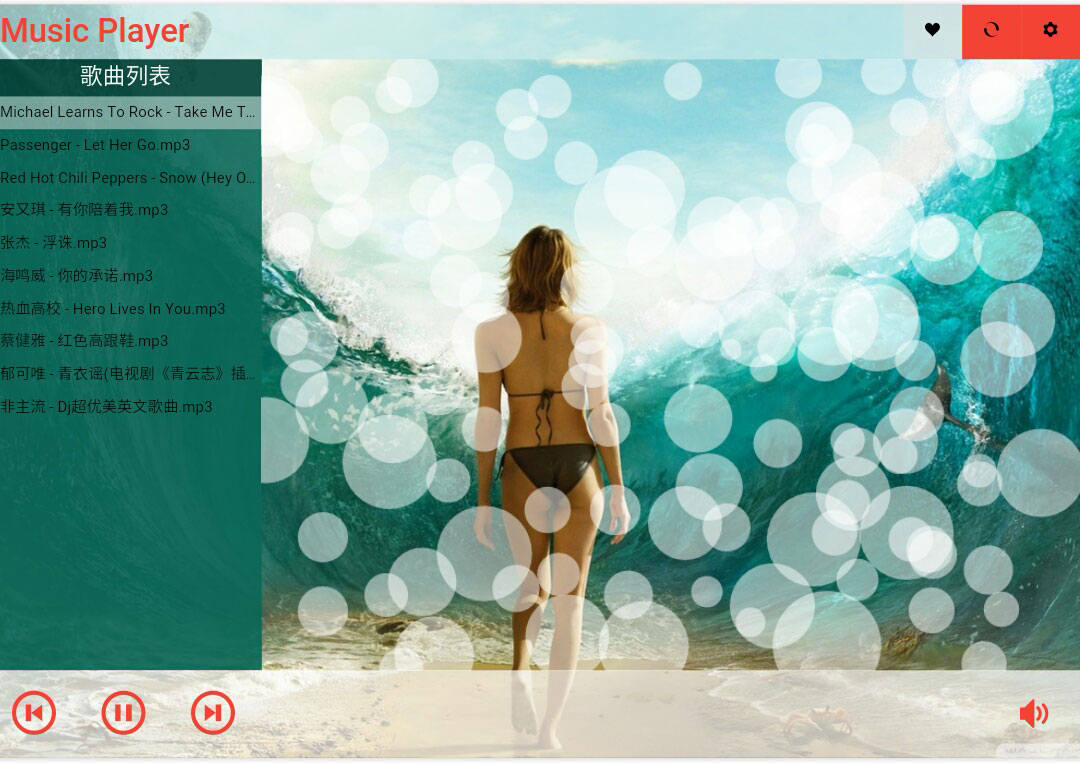 Music Player
歌曲列表
Michael Learns To Rock - Take Me T...
Passenger - Let Her Go.mp3
Red Hot Chili Peppers - Snow (Hey O...
安又琪 - 有你陪着我.mp3
张杰 - 浮诛.mp3
海鸣威 - 你的承诺.mp3
热血高校 - Hero Lives In You.mp3
蔡健雅 - 红色高跟鞋.mp3
郁可唯 - 青衣谣(电视剧《青云志》插...
非主流 - Dj超优美英文歌曲.mp3